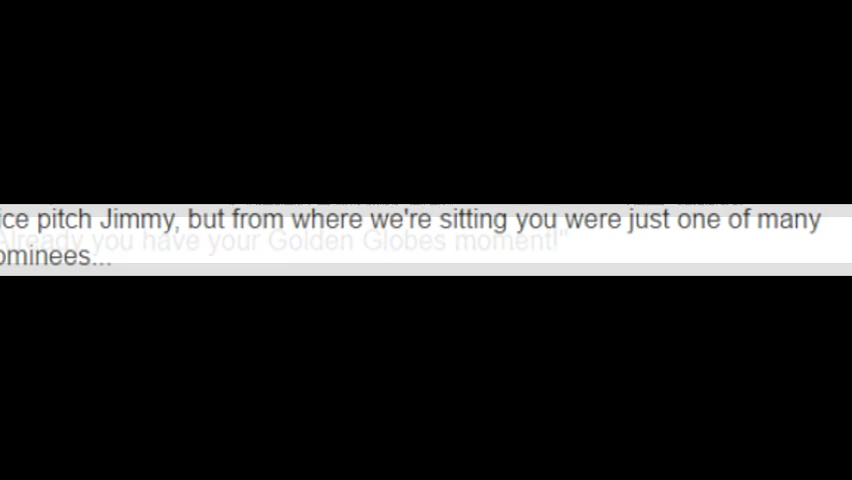 ice pitch Jimmy, but from where we're sitting you were just one of many
Already you have your Golden Globes moment!"
ominees...